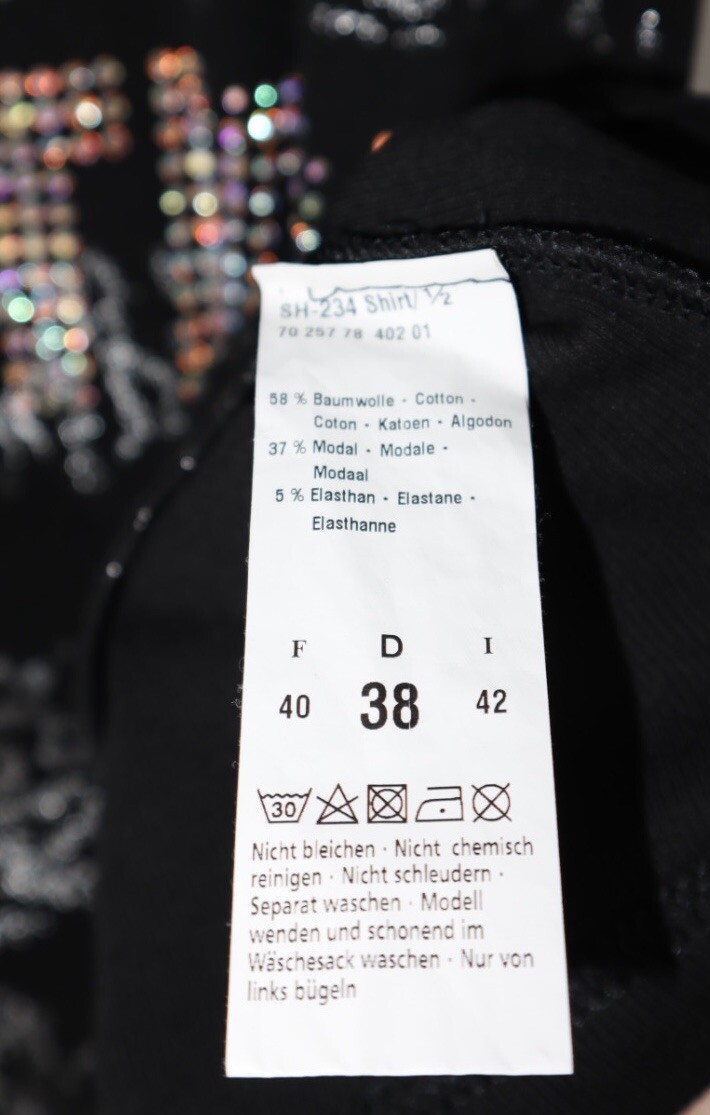 SH-234 Shirt/ 1/2
70 257 78 402 01
58 % Baumwolle - Cotton -
Coton - Katoen - Algodon
37 % Modal - Modale -
Modaal
5 % Elasthan - Elastane -
Elasthanne
F D I
40 38 42
30
Nicht bleichen · Nicht chemisch
reinigen · Nicht schleudern ·
Separat waschen · Modell
wenden und schonend im
Wäschesack waschen · Nur von
links bügeln